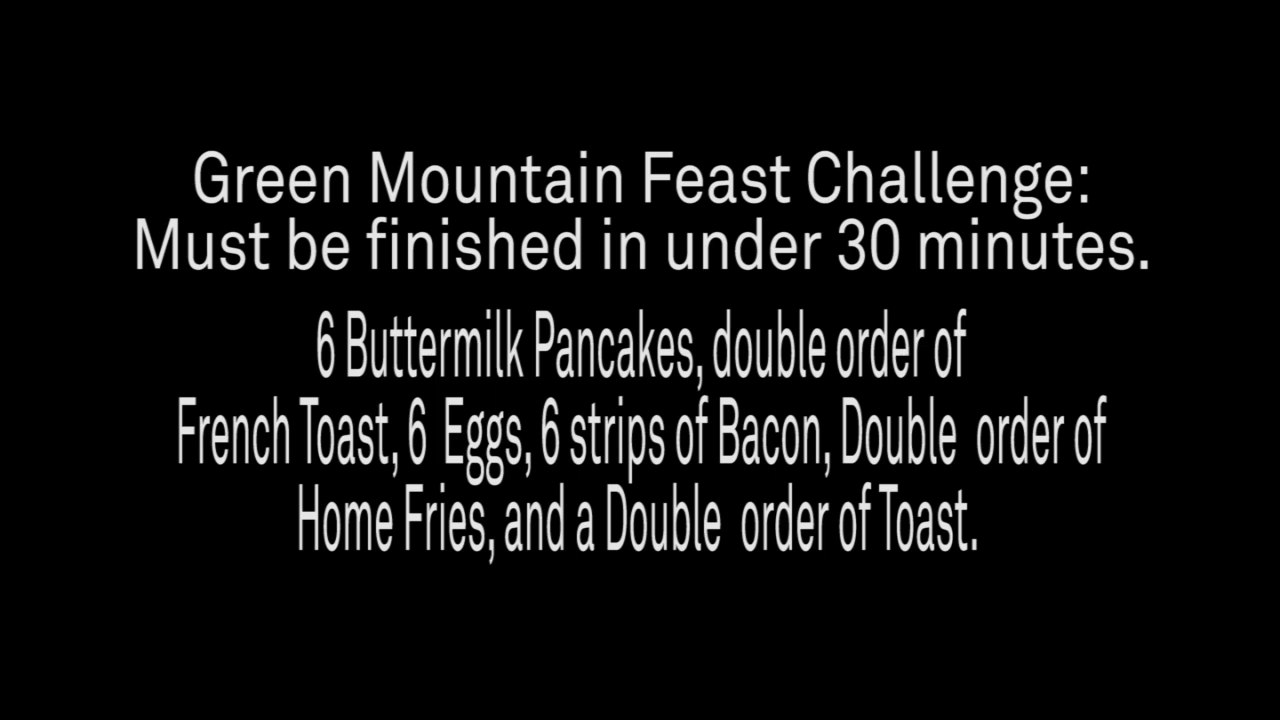 Green Mountain Feast Challenge:
Must be finished in under 30 minutes.
6 Buttermilk Pancakes, double order of
French Toast, 6 Eggs, 6 strips of Bacon, Double order of
Home Fries, and a Double order of Toast.